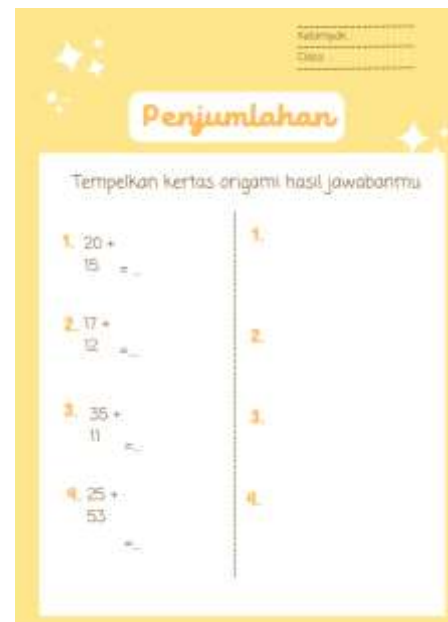 Kelompok
Class
Penjumlahan
Tempelkan kertas origami hasil jawabanmu
1. 20 +
15 = ...
1.
2. 17 +
12 = ...
2.
3. 35 +
11
= ...
3.
4. 25 +
53
= ...
4.